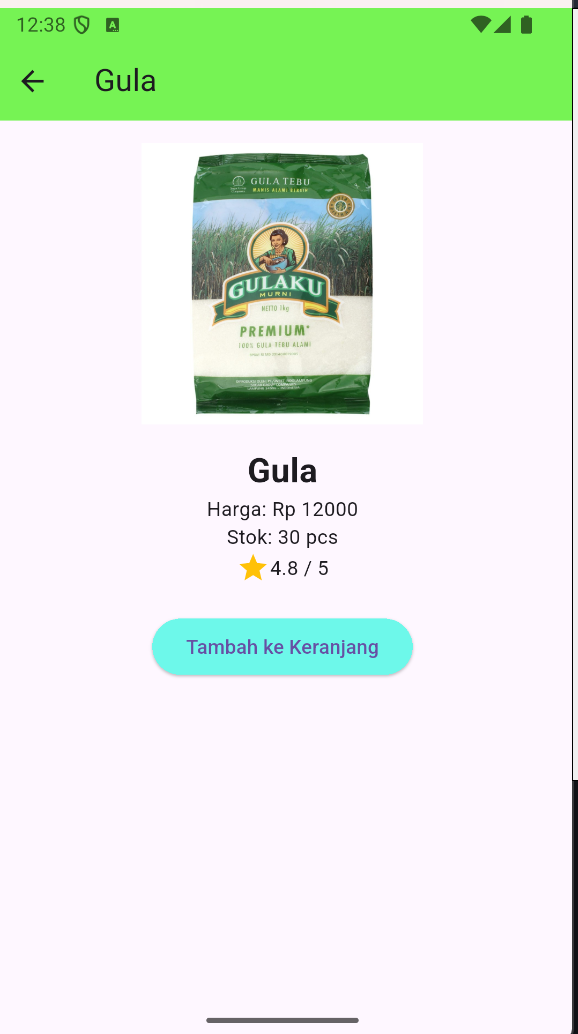 12:38
A
Gula
GULA TEBU
MANIS ALAMI
GULAKU
MURNI
NETTO 1kg
PREMIUM
100% GULA TEBU ALAMI
Gula
Harga: Rp 12000
Stok: 30 pcs
4.8 / 5
Tambah ke Keranjang